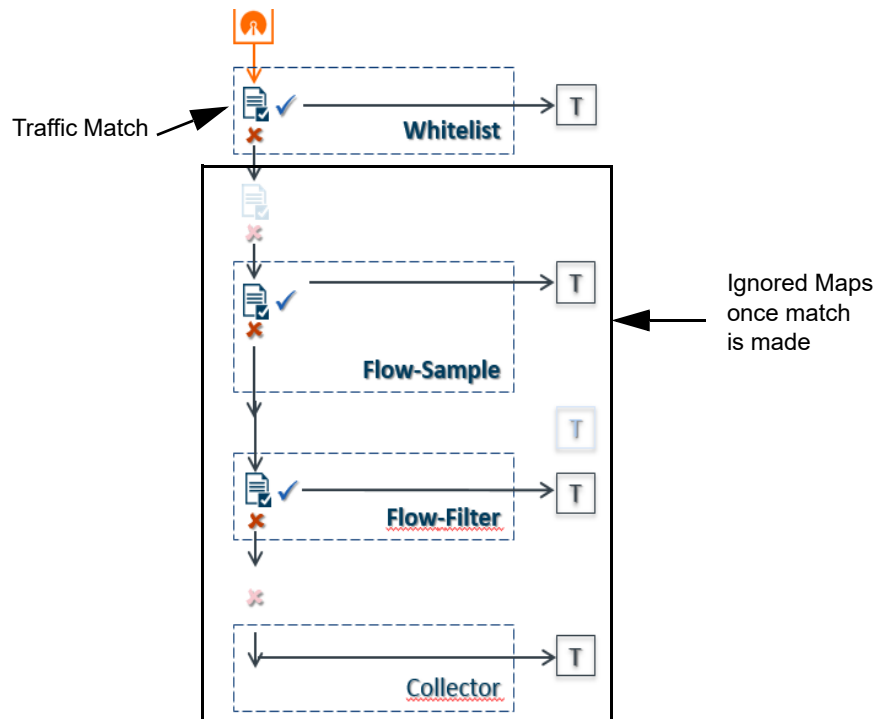 Traffic Match
T
Whitelist
T
Ignored Maps
once match
is made
Flow-Sample
T
T
Flow-Filter
T
Collector